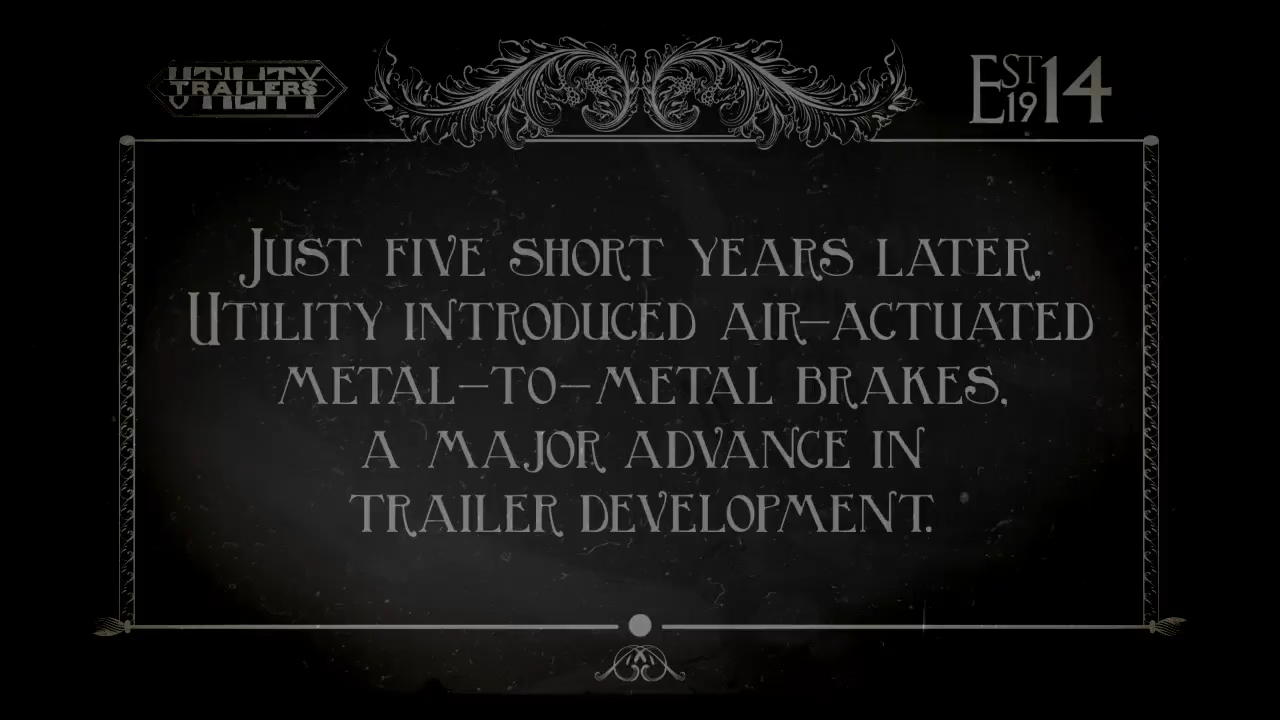 UTILITY
TRAILERS
EST 1914
JUST FIVE SHORT YEARS LATER,
UTILITY INTRODUCED AIR-ACTUATED
METAL-TO-METAL BRAKES,
A MAJOR ADVANCE IN
TRAILER DEVELOPMENT.